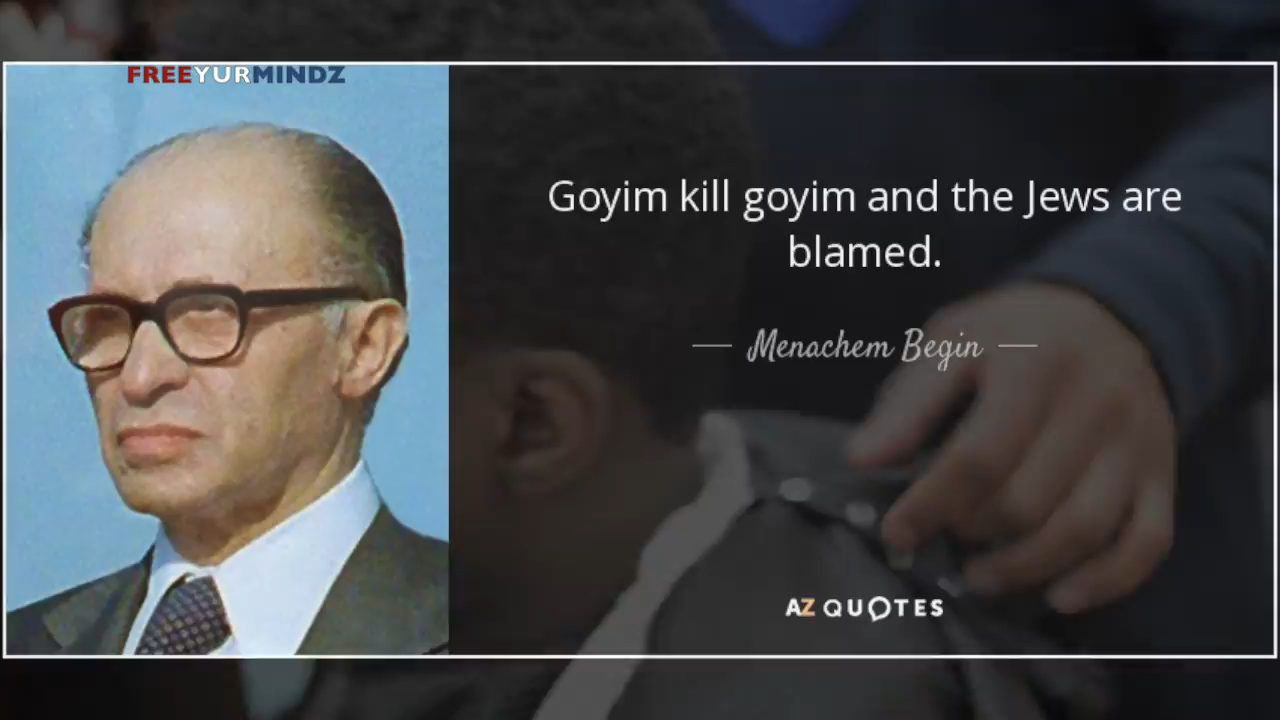 FREEYURMINDZ
Goyim kill goyim and the Jews are
blamed.
Menachem Begin
AZ QUOTES